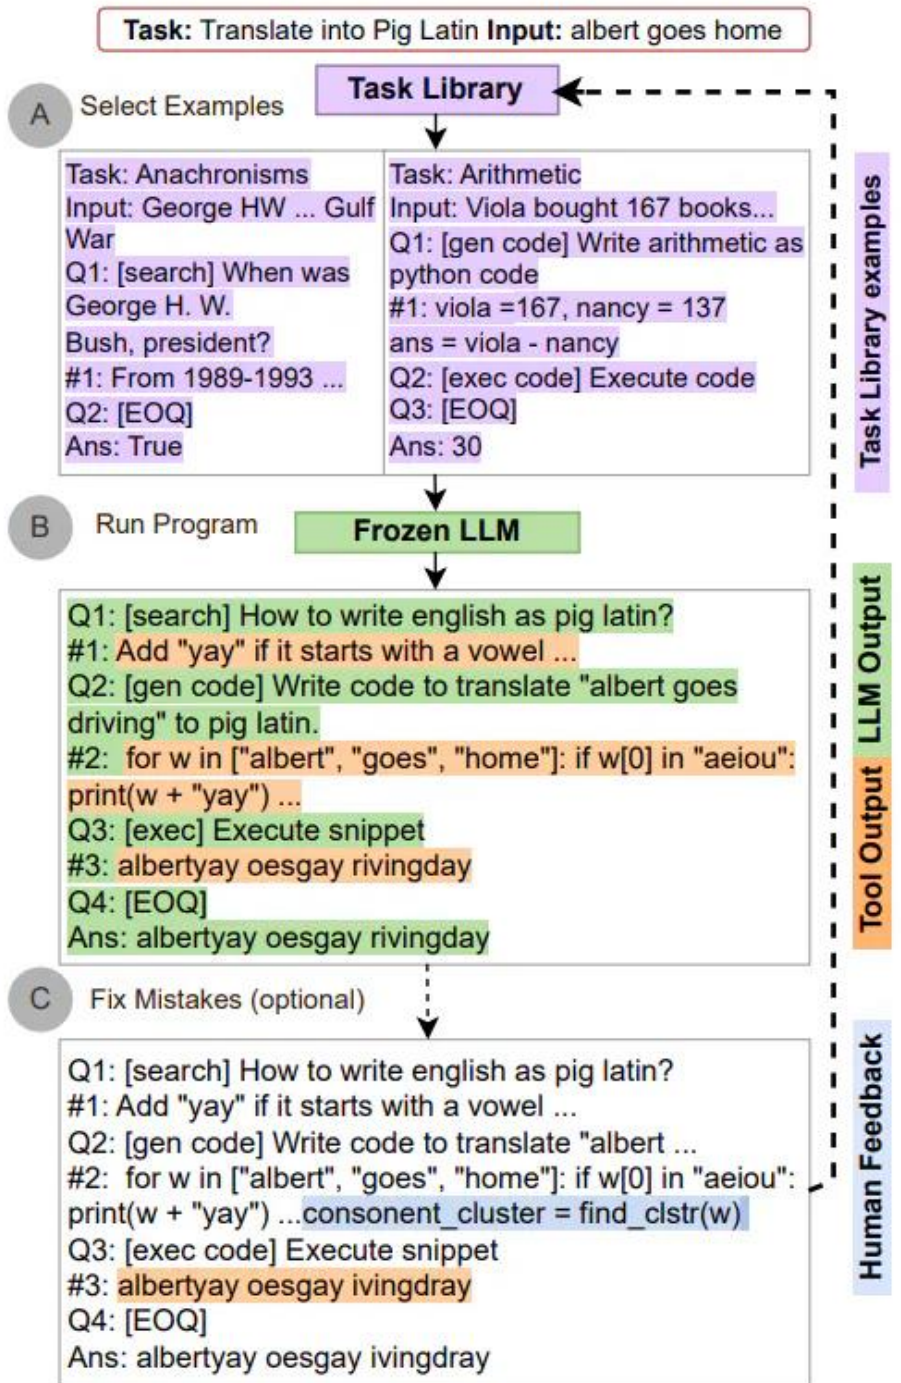 Task: Translate into Pig Latin Input: albert goes home
A
Select Examples
Task Library
Task: Anachronisms
Input: George HW ... Gulf
War
Q1: [search] When was
George H. W.
Bush, president?
#1: From 1989-1993 ...
Q2: [EOQ]
Ans: True
Task: Arithmetic
Input: Viola bought 167 books...
Q1: [gen code] Write arithmetic as
python code
#1: viola =167, nancy = 137
ans = viola - nancy
Q2: [exec code] Execute code
Q3: [EOQ]
Ans: 30
Task Library examples
B
Run Program
Frozen LLM
Q1: [search] How to write english as pig latin?
#1: Add "yay" if it starts with a vowel ...
Q2: [gen code] Write code to translate "albert goes
driving" to pig latin.
#2: for w in ["albert", "goes", "home"]: if w[0] in "aeiou":
print(w + "yay") ...
Q3: [exec] Execute snippet
#3: albertyay oesgay rivingday
Q4: [EOQ]
Ans: albertyay oesgay rivingday
LLM Output
Tool Output
C
Fix Mistakes (optional)
Q1: [search] How to write english as pig latin?
#1: Add "yay" if it starts with a vowel ...
Q2: [gen code] Write code to translate "albert ...
#2: for w in ["albert", "goes", "home"]: if w[0] in "aeiou":
print(w + "yay") ...consonent_cluster = find_clstr(w)
Q3: [exec code] Execute snippet
#3: albertyay oesgay ivingdray
Q4: [EOQ]
Ans: albertyay oesgay ivingdray
Human Feedback